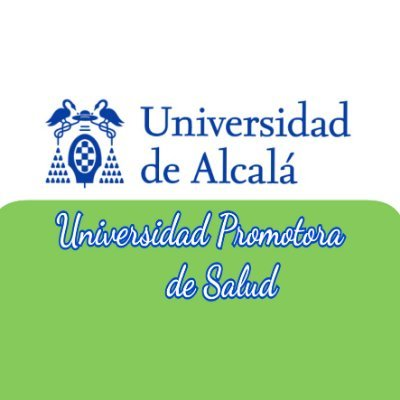 Universidad
de Alcalá
Universidad Promotora
de Salud